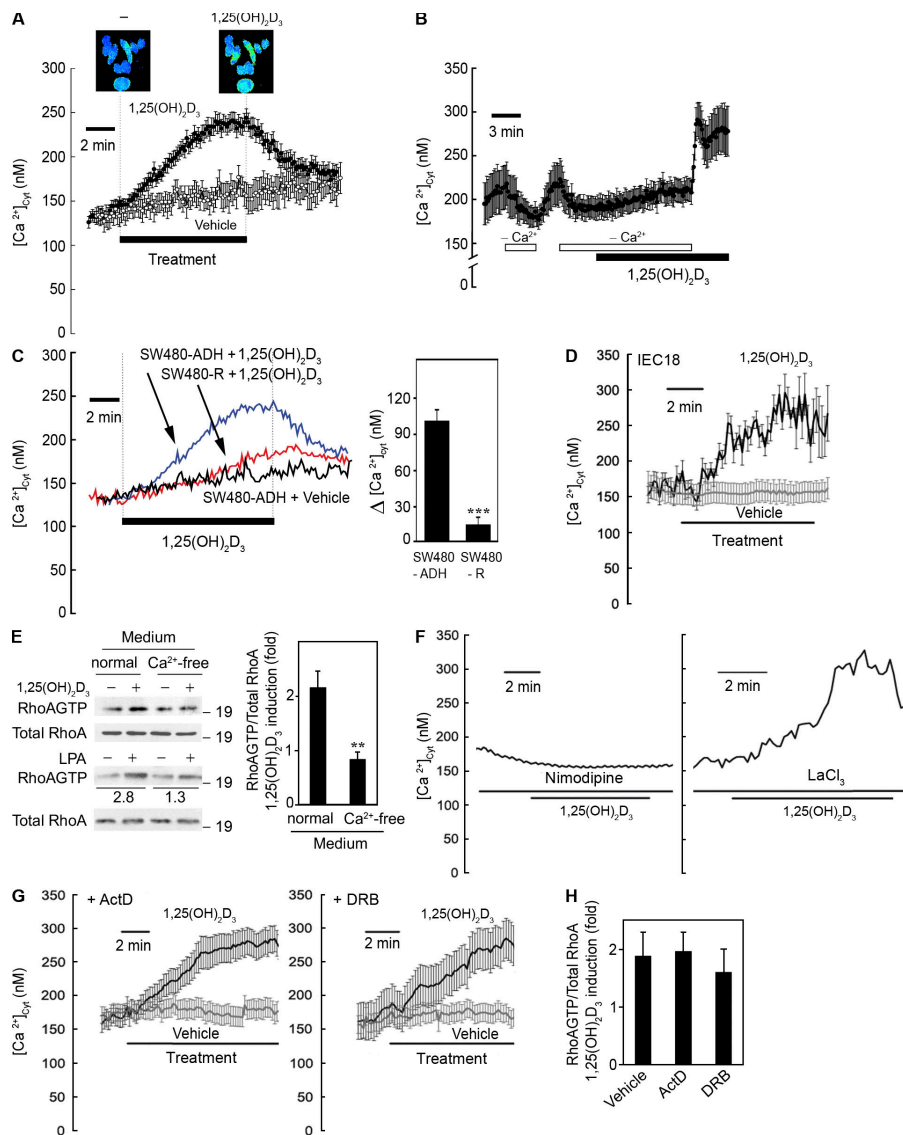 A
–
1,25(OH)₂D₃
350
300
250
200
150
100
50
0
[Ca²⁺]Cyt (nM)
2 min
1,25(OH)₂D₃
Vehicle
Treatment
B
350
300
250
200
150
0
[Ca²⁺]Cyt (nM)
3 min
– Ca²⁺
– Ca²⁺
1,25(OH)₂D₃
C
300
250
200
150
100
50
0
[Ca²⁺]Cyt (nM)
2 min
SW480-ADH + 1,25(OH)₂D₃
SW480-R + 1,25(OH)₂D₃
SW480-ADH + Vehicle
1,25(OH)₂D₃
Δ [Ca²⁺]cyt (nM)
120
90
60
30
0
***
SW480 SW480
- ADH - R
D
IEC18
350
300
250
200
150
100
50
0
[Ca²⁺]Cyt (nM)
2 min
1,25(OH)₂D₃
Vehicle
Treatment
E
Medium
normal Ca²⁺-free
1,25(OH)₂D₃ – + – +
RhoAGTP – 19
Total RhoA
LPA – + – +
RhoAGTP – 19
2.8 1.3
Total RhoA – 19
RhoAGTP/Total RhoA
1,25(OH)₂D₃ induction (fold)
2
1
0
**
normal Ca²⁺-free
Medium
F
350
300
250
200
150
100
50
0
[Ca²⁺]Cyt (nM)
2 min
Nimodipine
1,25(OH)₂D₃
2 min
LaCl₃
1,25(OH)₂D₃
G
350
300
250
200
150
100
50
0
[Ca²⁺]Cyt (nM)
+ ActD
1,25(OH)₂D₃
2 min
Vehicle
Treatment
350
300
250
200
150
100
50
0
+ DRB
1,25(OH)₂D₃
2 min
Vehicle
Treatment
H
RhoAGTP/Total RhoA
1,25(OH)₂D₃ induction (fold)
2
1
0
Vehicle
ActD
DRB